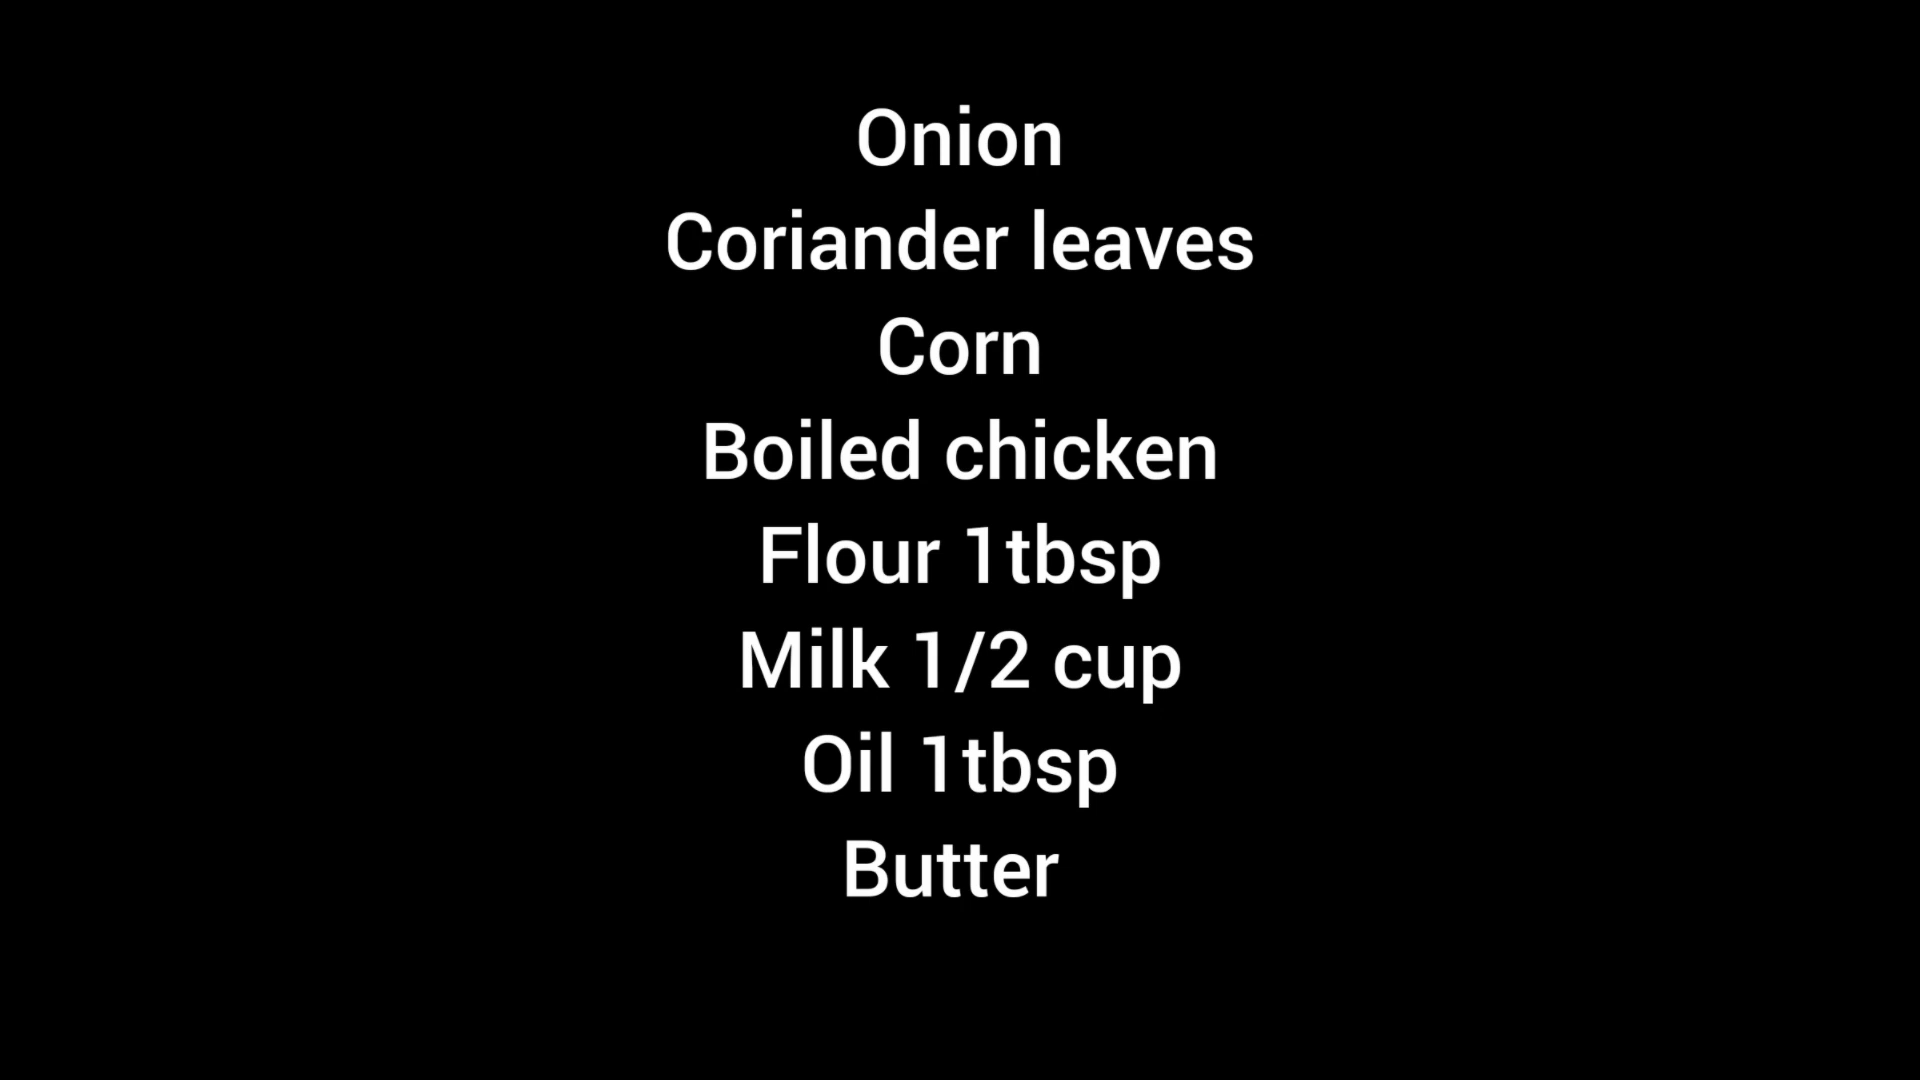 Onion
Coriander leaves
Corn
Boiled chicken
Flour 1tbsp
Milk 1/2 cup
Oil 1tbsp
Butter